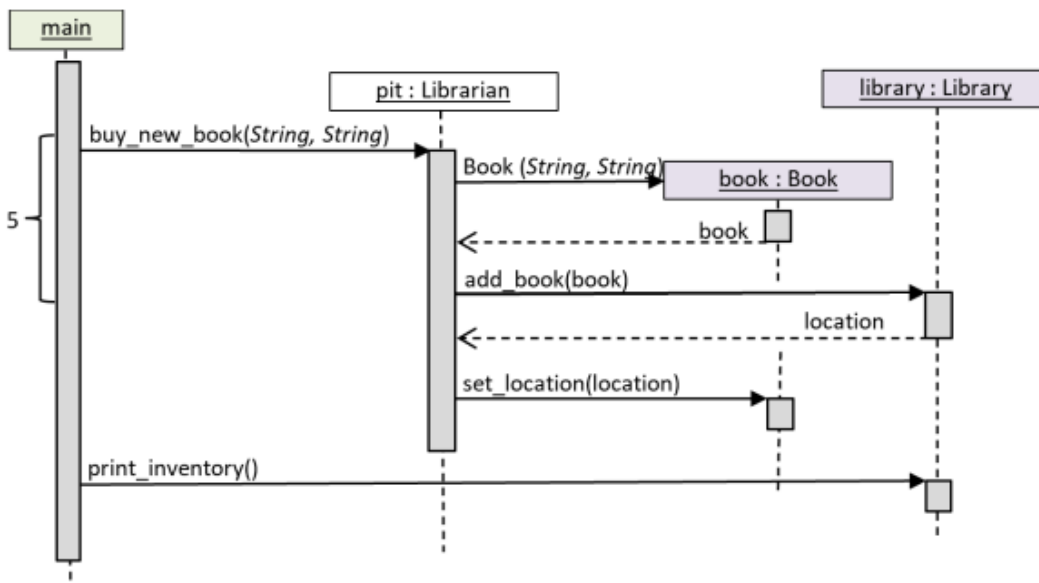 main
pit : Librarian
library : Library
buy_new_book(String, String)
Book (String, String)
book : Book
5
book
add_book(book)
location
set_location(location)
print_inventory()